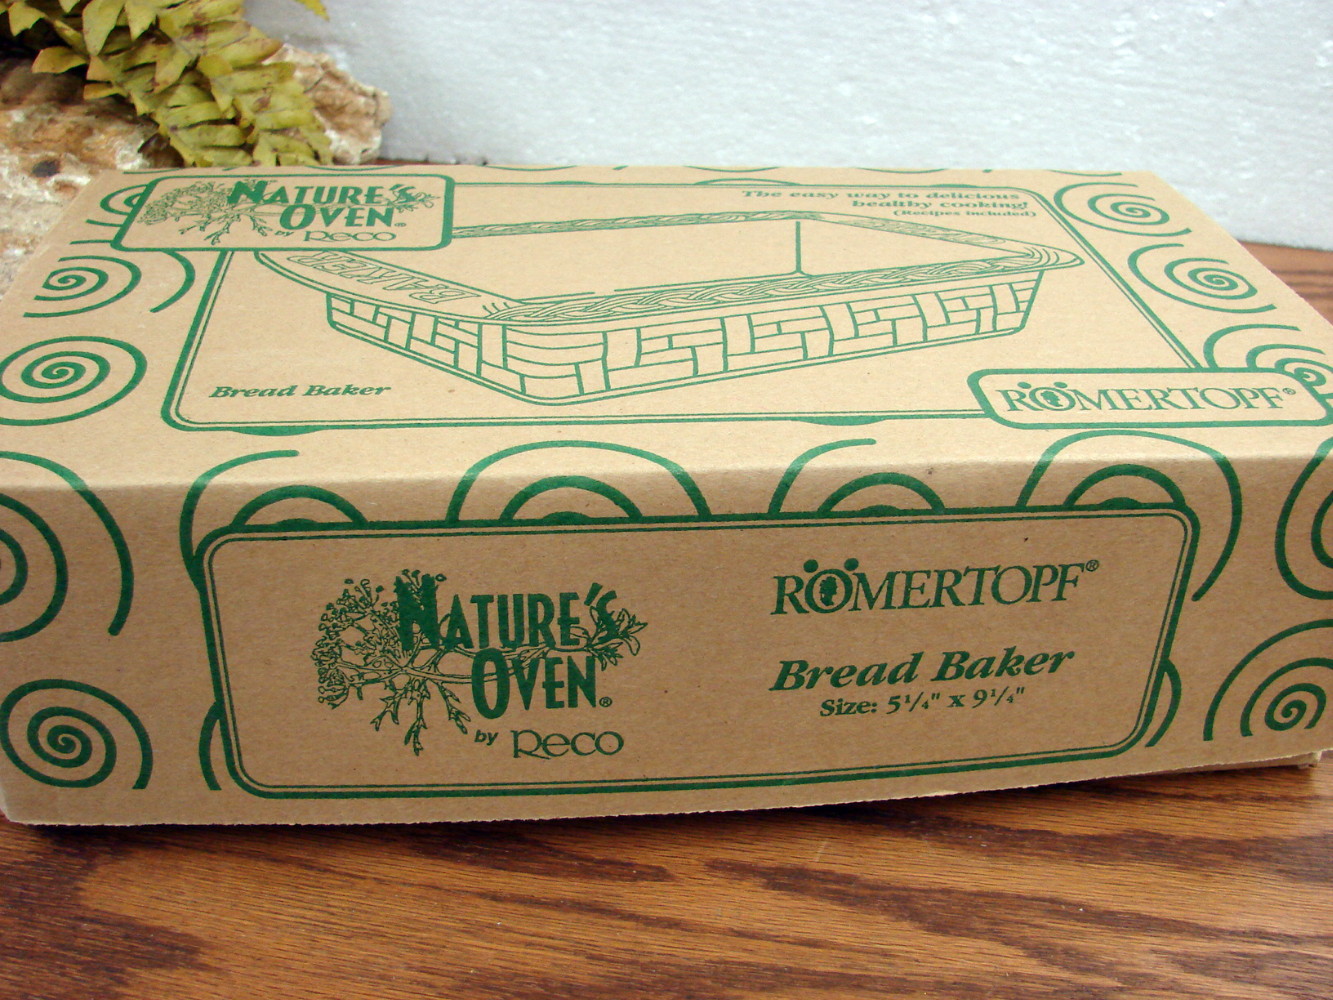 NATURE'S
OVEN®
by Reco
The easy way to delicious
healthy cooking!
(Recipes included)
BAKER
Bread Baker
RÖMERTOPF®
NATURE'S
OVEN®
by Reco
RÖMERTOPF®
Bread Baker
Size: 5¼" x 9¼"